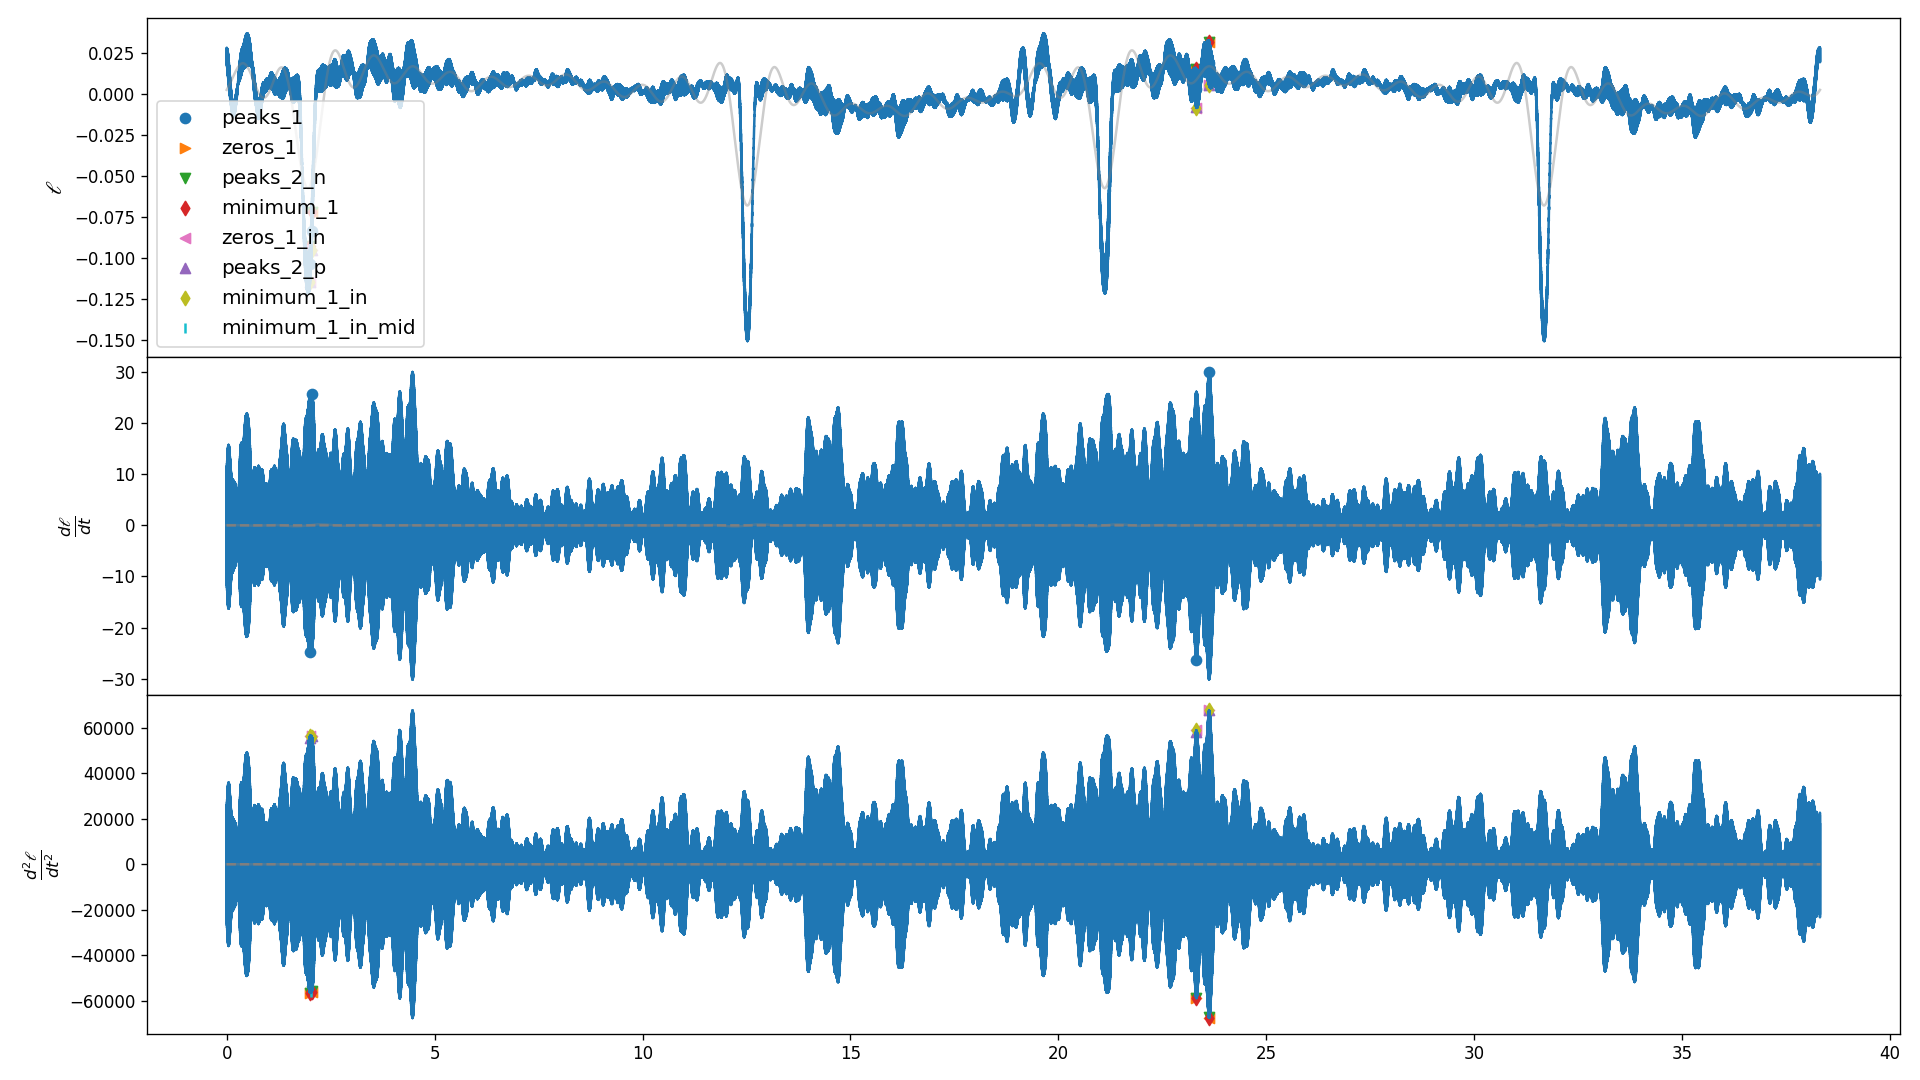 0.025
0.000
−0.025
−0.050
−0.075
−0.100
−0.125
−0.150
ℓ
peaks_1
zeros_1
peaks_2_n
minimum_1
zeros_1_in
peaks_2_p
minimum_1_in
minimum_1_in_mid
30
20
10
0
−10
−20
−30
dℓ
dt
60000
40000
20000
0
−20000
−40000
−60000
d²ℓ
dt²
0 5 10 15 20 25 30 35 40